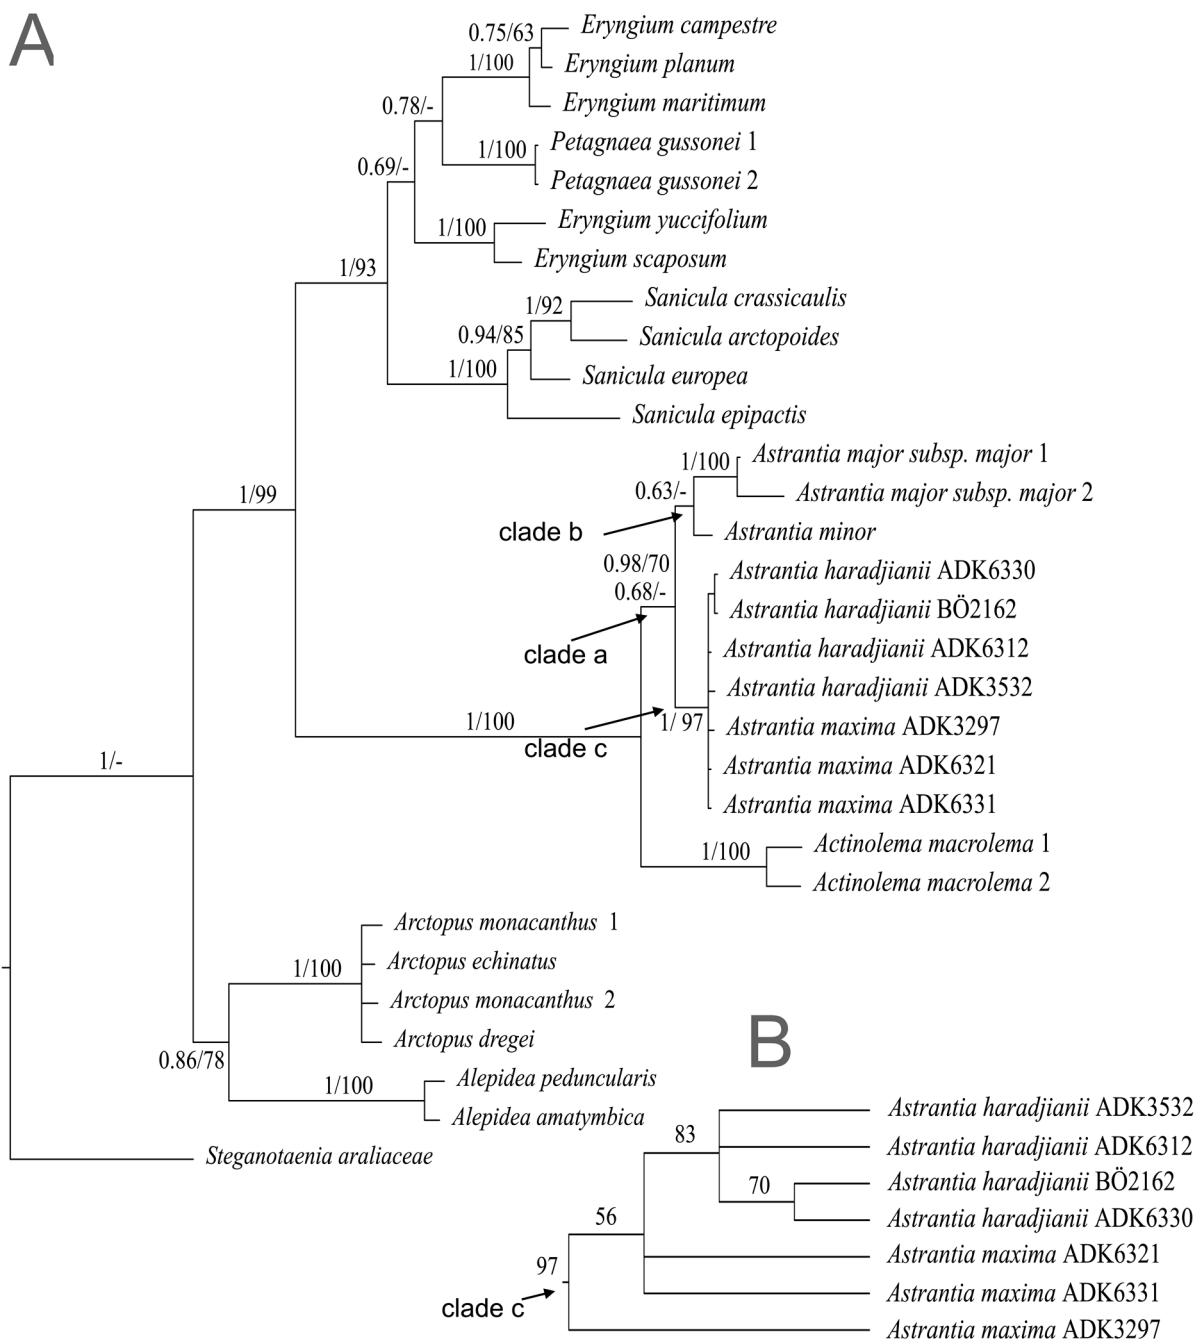 A
0.75/63
Eryngium campestre
1/100
Eryngium planum
Eryngium maritimum
0.78/-
Petagnaea gussonei 1
1/100
Petagnaea gussonei 2
0.69/-
Eryngium yuccifolium
1/100
Eryngium scaposum
1/93
Sanicula crassicaulis
1/92
0.94/85
Sanicula arctopoides
1/100
Sanicula europea
Sanicula epipactis
Astrantia major subsp. major 1
1/100
0.63/-
Astrantia major subsp. major 2
1/99
clade b
Astrantia minor
0.98/70
Astrantia haradjianii ADK6330
0.68/-
Astrantia haradjianii BÖ2162
clade a
Astrantia haradjianii ADK6312
Astrantia haradjianii ADK3532
1/100
1/ 97
Astrantia maxima ADK3297
clade c
1/-
Astrantia maxima ADK6321
Astrantia maxima ADK6331
1/100
Actinolema macrolema 1
Actinolema macrolema 2
Arctopus monacanthus 1
1/100
Arctopus echinatus
Arctopus monacanthus 2
Arctopus dregei
0.86/78
1/100
Alepidea peduncularis
Alepidea amatymbica
Steganotaenia araliaceae
B
Astrantia haradjianii ADK3532
83
Astrantia haradjianii ADK6312
70
Astrantia haradjianii BÖ2162
56
Astrantia haradjianii ADK6330
97
Astrantia maxima ADK6321
clade c
Astrantia maxima ADK6331
Astrantia maxima ADK3297